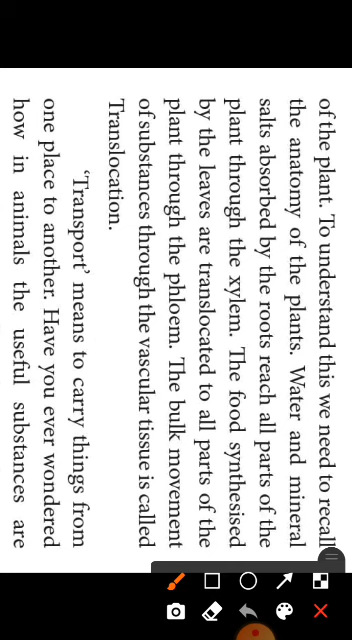 of the plant. To understand this we need to recall
the anatomy of the plants. Water and mineral
salts absorbed by the roots reach all parts of the
plant through the xylem. The food synthesised
by the leaves are translocated to all parts of the
plant through the phloem. The bulk movement
of substances through the vascular tissue is called
Translocation.
‘Transport’ means to carry things from
one place to another. Have you ever wondered
how in animals the useful substances are